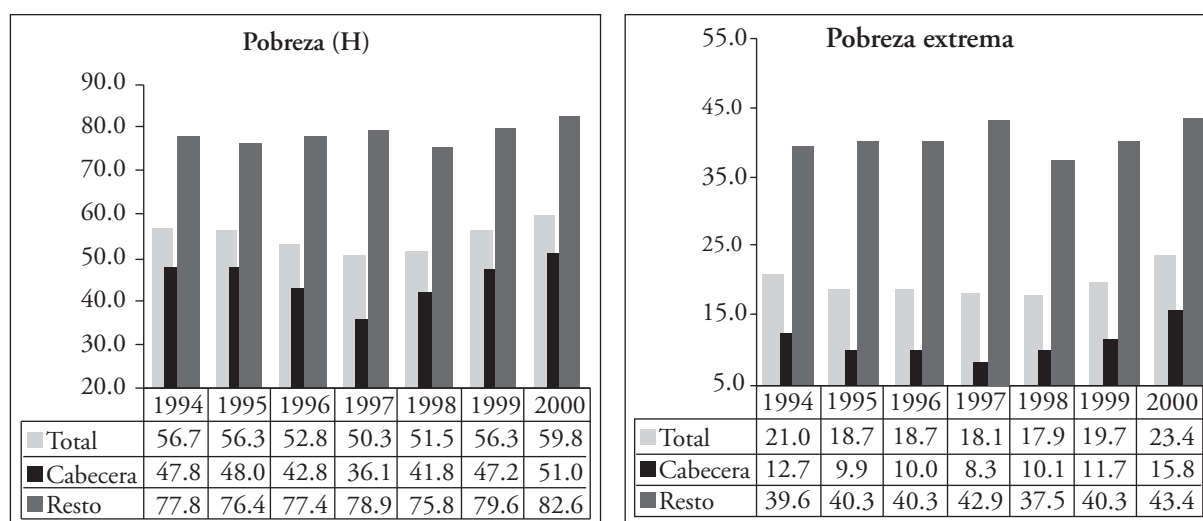 Pobreza (H)
90.0
80.0
70.0
60.0
50.0
40.0
30.0
20.0
1994 1995 1996 1997 1998 1999 2000
Total 56.7 56.3 52.8 50.3 51.5 56.3 59.8
Cabecera 47.8 48.0 42.8 36.1 41.8 47.2 51.0
Resto 77.8 76.4 77.4 78.9 75.8 79.6 82.6
Pobreza extrema
55.0
45.0
35.0
25.0
15.0
5.0
1994 1995 1996 1997 1998 1999 2000
Total 21.0 18.7 18.7 18.1 17.9 19.7 23.4
Cabecera 12.7 9.9 10.0 8.3 10.1 11.7 15.8
Resto 39.6 40.3 40.3 42.9 37.5 40.3 43.4